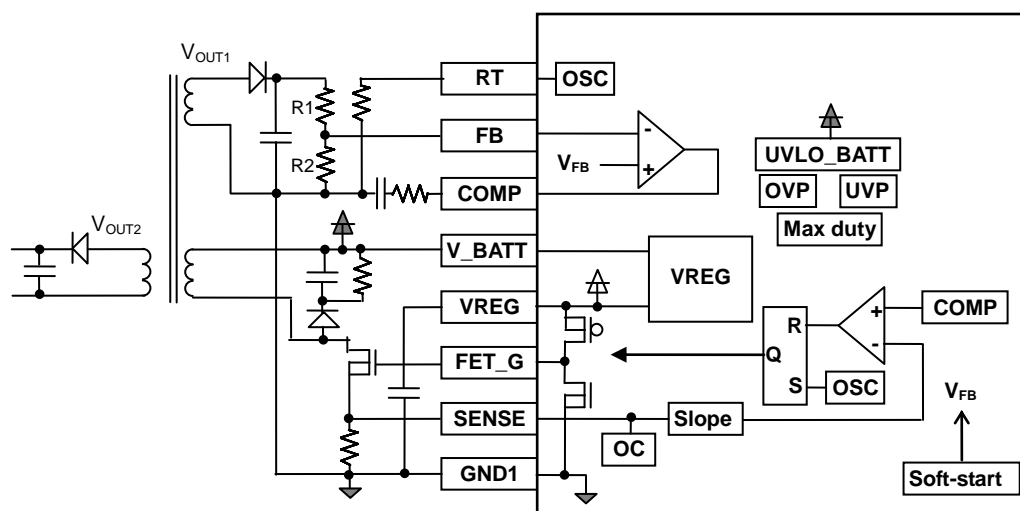 VOUT1
R1
R2
VOUT2
RT
FB
COMP
V_BATT
VREG
FET_G
SENSE
GND1
OSC
-
VFB
+
UVLO_BATT
OVP
UVP
Max duty
VREG
COMP
+
-
R
Q
S
OSC
VFB
Slope
OC
Soft-start